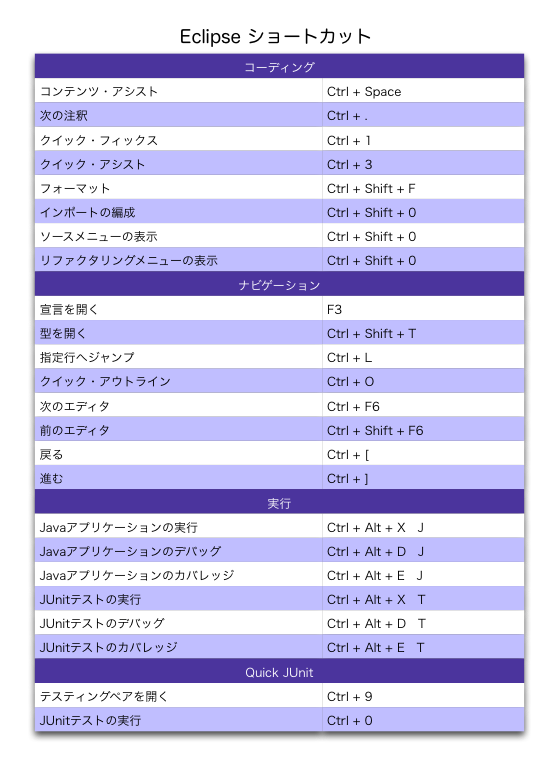 Eclipse ショートカット
コーディング
コンテンツ・アシスト Ctrl + Space
次の注釈 Ctrl + .
クイック・フィックス Ctrl + 1
クイック・アシスト Ctrl + 3
フォーマット Ctrl + Shift + F
インポートの編成 Ctrl + Shift + 0
ソースメニューの表示 Ctrl + Shift + 0
リファクタリングメニューの表示 Ctrl + Shift + 0
ナビゲーション
宣言を開く F3
型を開く Ctrl + Shift + T
指定行へジャンプ Ctrl + L
クイック・アウトライン Ctrl + O
次のエディタ Ctrl + F6
前のエディタ Ctrl + Shift + F6
戻る Ctrl + [
進む Ctrl + ]
実行
Javaアプリケーションの実行 Ctrl + Alt + X J
Javaアプリケーションのデバッグ Ctrl + Alt + D J
Javaアプリケーションのカバレッジ Ctrl + Alt + E J
JUnitテストの実行 Ctrl + Alt + X T
JUnitテストのデバッグ Ctrl + Alt + D T
JUnitテストのカバレッジ Ctrl + Alt + E T
Quick JUnit
テスティングペアを開く Ctrl + 9
JUnitテストの実行 Ctrl + 0